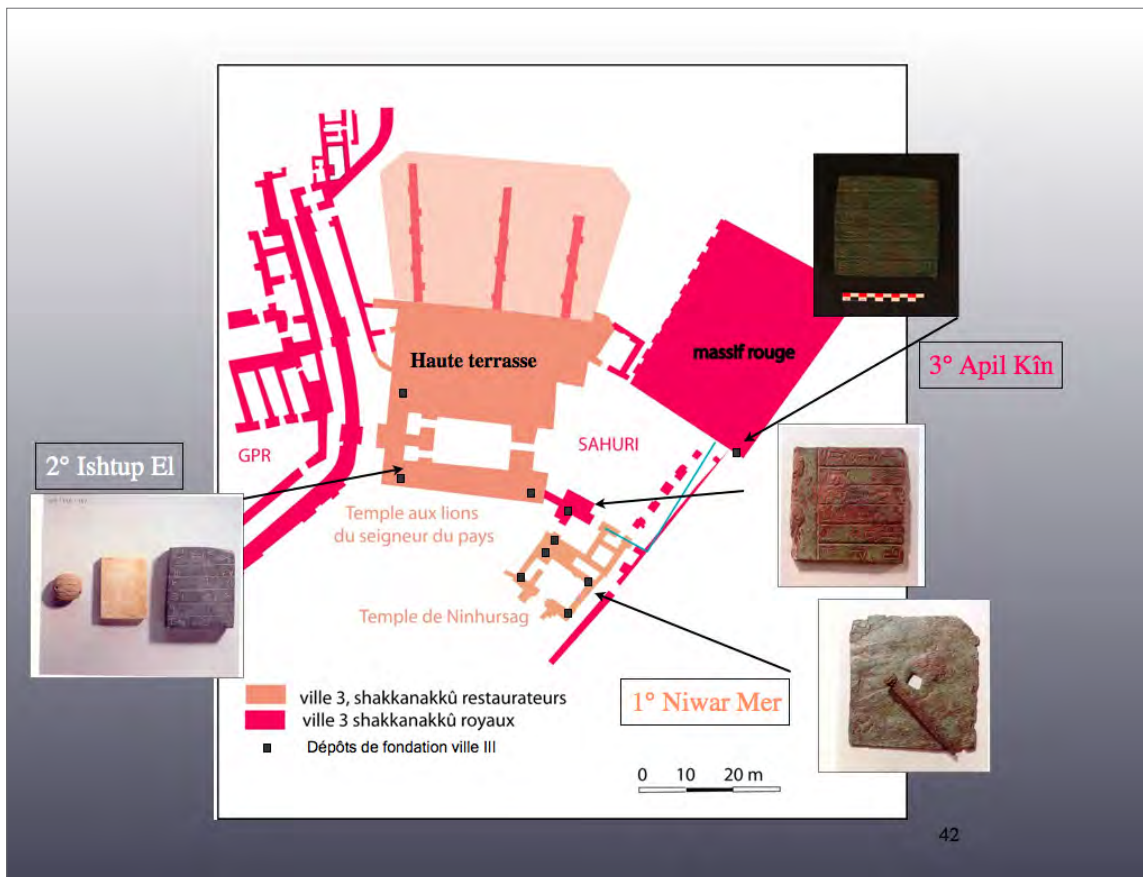 Haute terrasse
massif rouge
3° Apil Kîn
SAHURI
GPR
2° Ishtup El
Temple aux lions
du seigneur du pays
Temple de Ninhursag
1° Niwar Mer
ville 3, shakkanakkû restaurateurs
ville 3 shakkanakkû royaux
Dépôts de fondation ville III
0 10 20 m
42